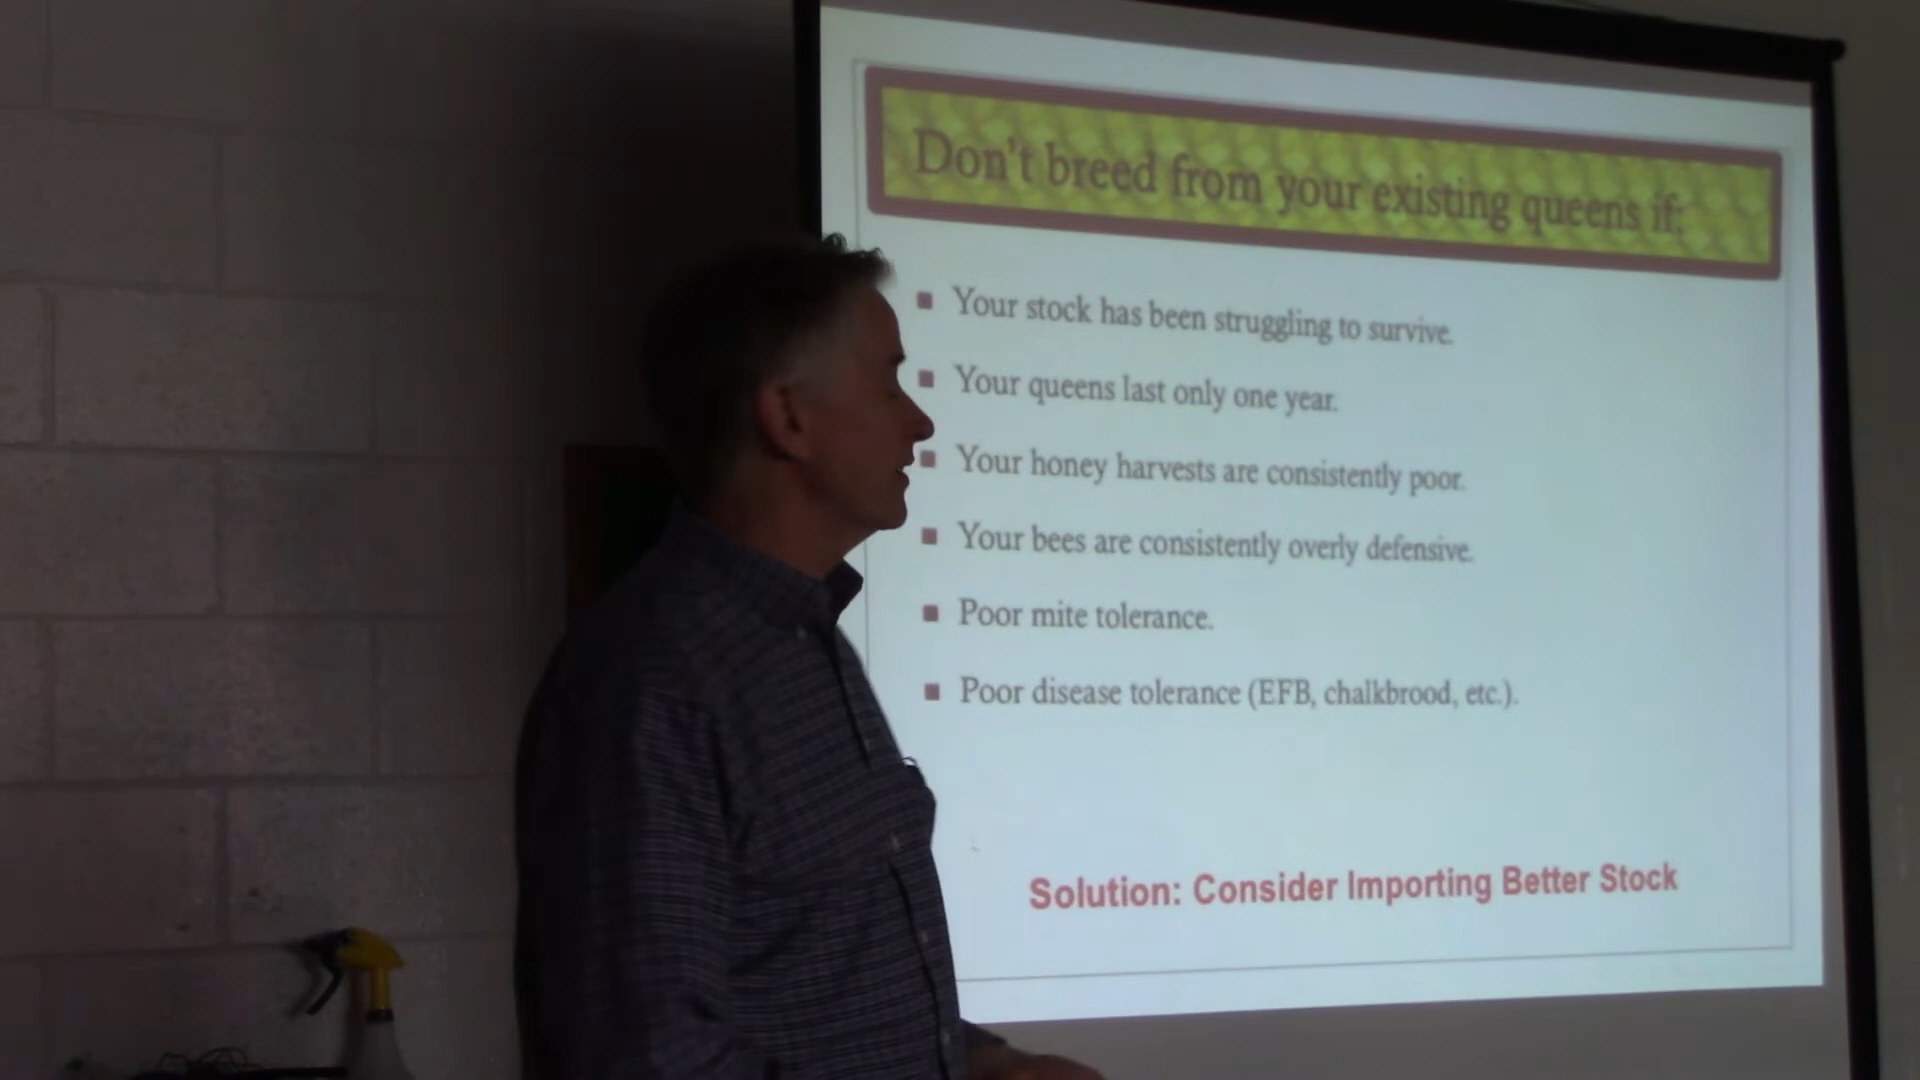 Don't breed from your existing queens if:
Your stock has been struggling to survive.
Your queens last only one year.
Your honey harvests are consistently poor.
Your bees are consistently overly defensive.
Poor mite tolerance.
Poor disease tolerance (EFB, chalkbrood, etc.).
Solution: Consider Importing Better Stock